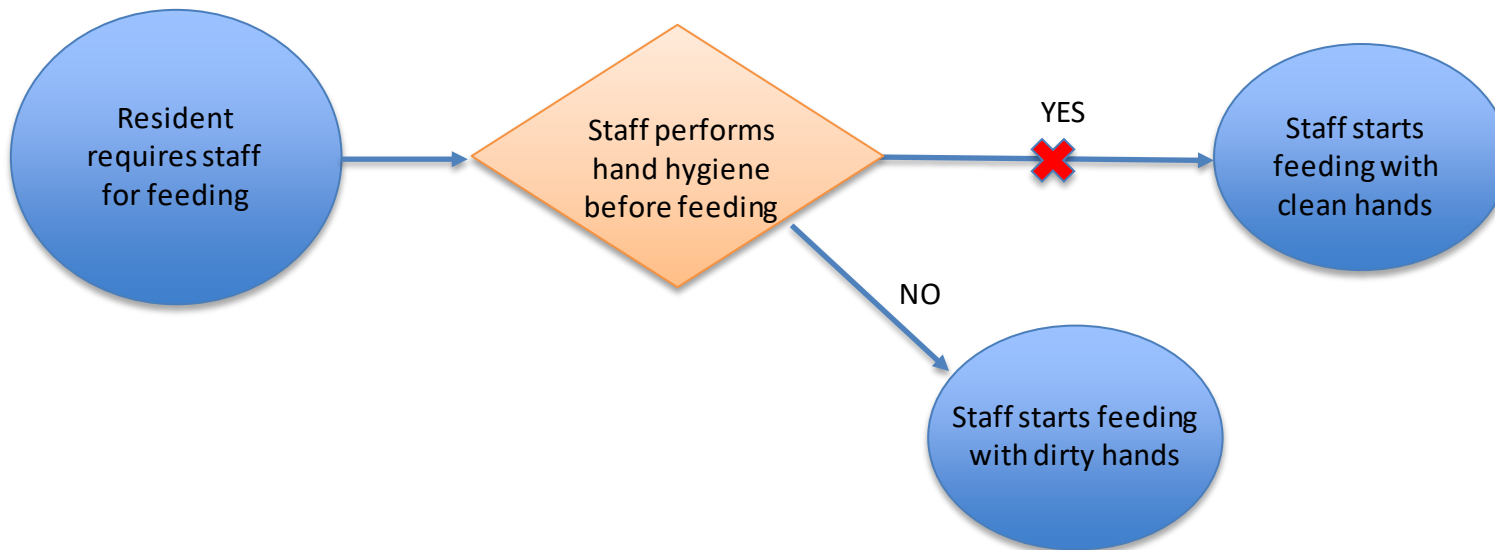 Resident
requires staff
for feeding
Staff performs
hand hygiene
before feeding
YES
Staff starts
feeding with
clean hands
NO
Staff starts feeding
with dirty hands